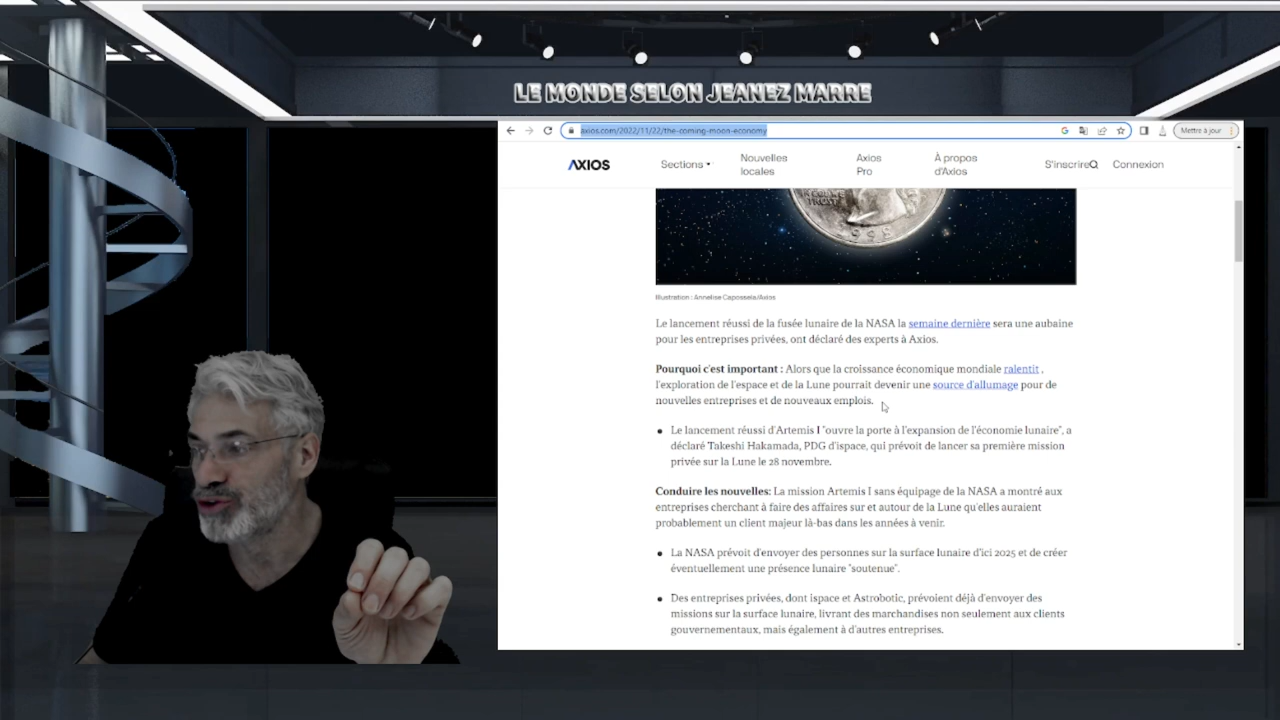 LE MONDE SELON JEANEZ MARRE
axios.com/2022/11/22/the-coming-moon-economy
Mettre à jour
AXIOS
Sections
Nouvelles
locales
Axios
Pro
À propos
d'Axios
S'inscrire
Connexion
TRUST
1998
Illustration : Annelise Capossela/Axios
Le lancement réussi de la fusée lunaire de la NASA la semaine dernière sera une aubaine
pour les entreprises privées, ont déclaré des experts à Axios.
Pourquoi c'est important : Alors que la croissance économique mondiale ralentit ,
l'exploration de l'espace et de la Lune pourrait devenir une source d'allumage pour de
nouvelles entreprises et de nouveaux emplois.
• Le lancement réussi d'Artemis I "ouvre la porte à l'expansion de l'économie lunaire", a
déclaré Takeshi Hakamada, PDG d'ispace, qui prévoit de lancer sa première mission
privée sur la Lune le 28 novembre.
Conduire les nouvelles: La mission Artemis I sans équipage de la NASA a montré aux
entreprises cherchant à faire des affaires sur et autour de la Lune qu'elles auraient
probablement un client majeur là-bas dans les années à venir.
• La NASA prévoit d'envoyer des personnes sur la surface lunaire d'ici 2025 et de créer
éventuellement une présence lunaire "soutenue".
• Des entreprises privées, dont ispace et Astrobotic, prévoient déjà d'envoyer des
missions sur la surface lunaire, livrant des marchandises non seulement aux clients
gouvernementaux, mais également à d'autres entreprises.